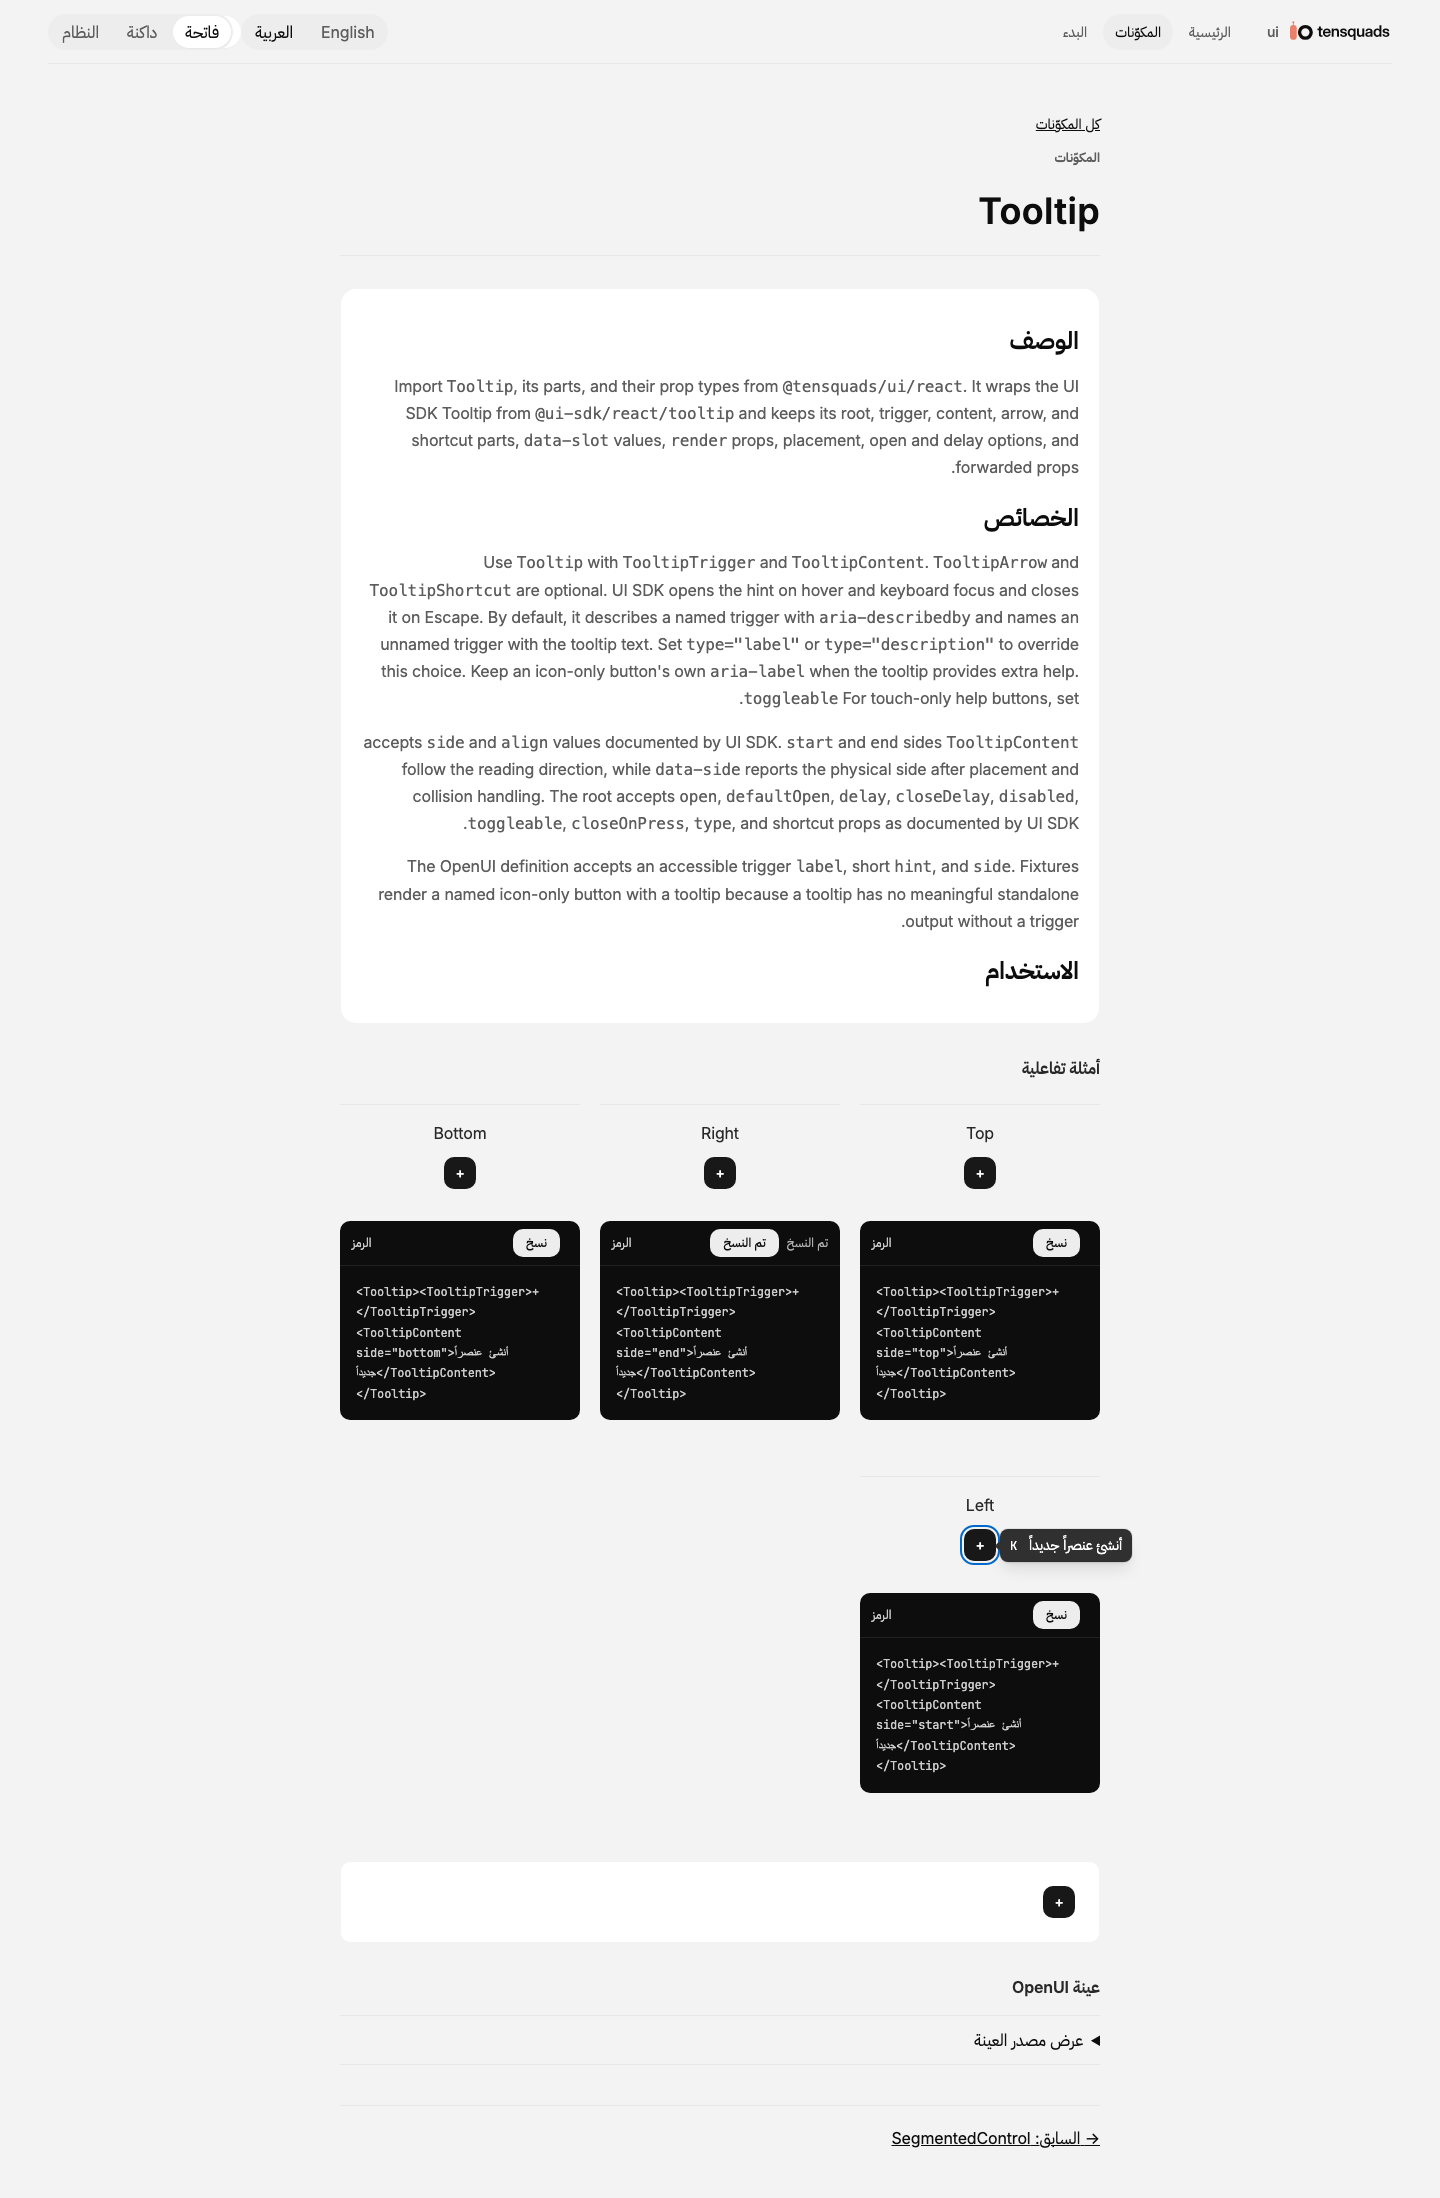 tensquads ui الرئيسية المكوّنات البدء English العربية فاتحة داكنة النظام
كل المكوّنات
المكوّنات
Tooltip
الوصف
Import Tooltip, its parts, and their prop types from @tensquads/ui/react. It wraps the UI
SDK Tooltip from @ui-sdk/react/tooltip and keeps its root, trigger, content, arrow, and
shortcut parts, data-slot values, render props, placement, open and delay options, and
.forwarded props
الخصائص
Use Tooltip with TooltipTrigger and TooltipContent. TooltipArrow and
TooltipShortcut are optional. UI SDK opens the hint on hover and keyboard focus and closes
it on Escape. By default, it describes a named trigger with aria-describedby and names an
unnamed trigger with the tooltip text. Set type="label" or type="description" to override
this choice. Keep an icon-only button's own aria-label when the tooltip provides extra help.
.toggleable For touch-only help buttons, set
accepts side and align values documented by UI SDK. start and end sides TooltipContent
follow the reading direction, while data-side reports the physical side after placement and
collision handling. The root accepts open, defaultOpen, delay, closeDelay, disabled,
.toggleable, closeOnPress, type, and shortcut props as documented by UI SDK
The OpenUI definition accepts an accessible trigger label, short hint, and side. Fixtures
render a named icon-only button with a tooltip because a tooltip has no meaningful standalone
.output without a trigger
الاستخدام
أمثلة تفاعلية
Top
+
نسخ الرمز
<Tooltip><TooltipTrigger>+
</TooltipTrigger>
<TooltipContent
side="top">أنشئ عنصراً
جديداً</TooltipContent>
</Tooltip>
Right
+
تم النسخ تم النسخ الرمز
<Tooltip><TooltipTrigger>+
</TooltipTrigger>
<TooltipContent
side="end">أنشئ عنصراً
جديداً</TooltipContent>
</Tooltip>
Bottom
+
نسخ الرمز
<Tooltip><TooltipTrigger>+
</TooltipTrigger>
<TooltipContent
side="bottom">أنشئ عنصراً
جديداً</TooltipContent>
</Tooltip>
Left
أنشئ عنصراً جديداً K +
نسخ الرمز
<Tooltip><TooltipTrigger>+
</TooltipTrigger>
<TooltipContent
side="start">أنشئ عنصراً
جديداً</TooltipContent>
</Tooltip>
+
عينة OpenUI
عرض مصدر العينة
→ السابق: SegmentedControl